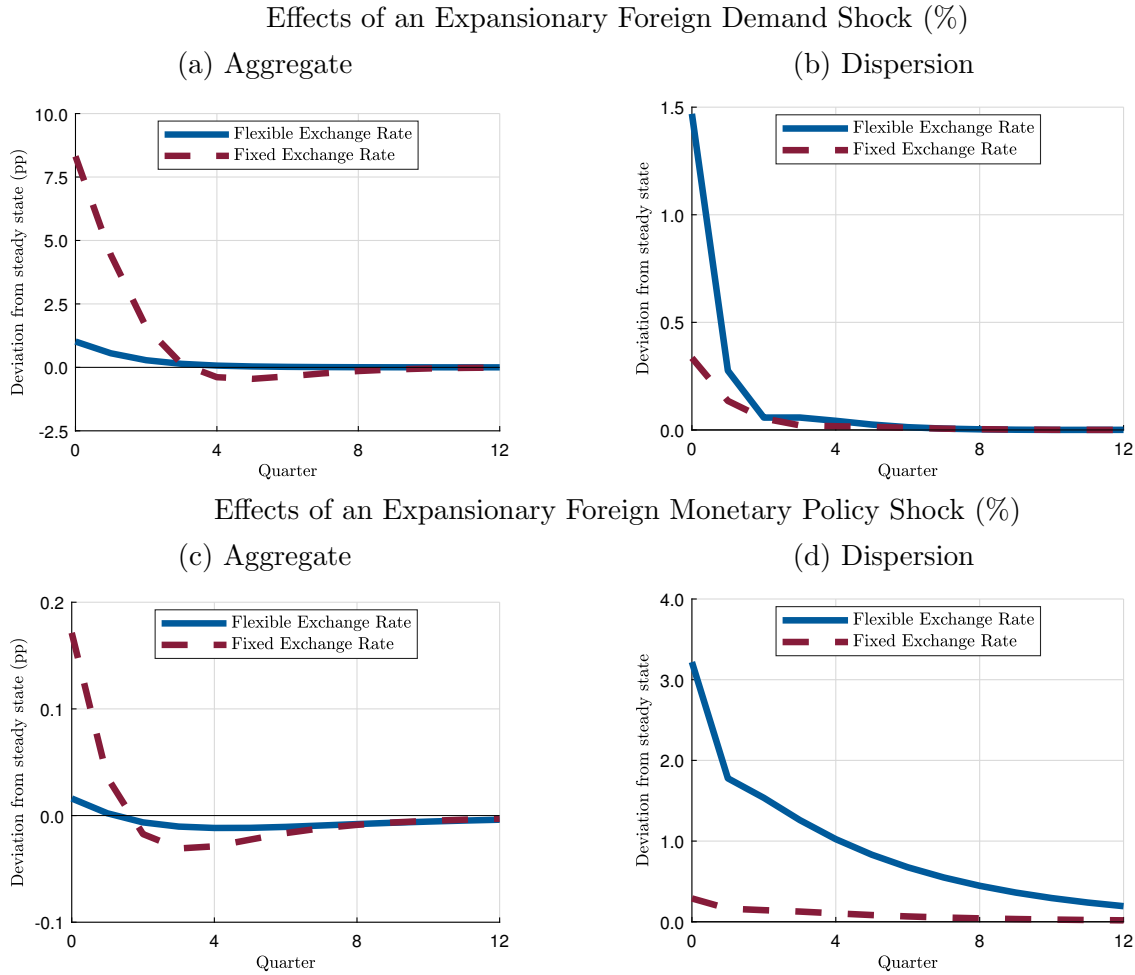 Effects of an Expansionary Foreign Demand Shock (%)
(a) Aggregate
(b) Dispersion
Deviation from steady state (pp)
10.0
7.5
5.0
2.5
0.0
-2.5
Flexible Exchange Rate
Fixed Exchange Rate
0 4 8 12
Quarter
Deviation from steady state
1.5
1.0
0.5
0.0
Flexible Exchange Rate
Fixed Exchange Rate
0 4 8 12
Quarter
Effects of an Expansionary Foreign Monetary Policy Shock (%)
(c) Aggregate
(d) Dispersion
Deviation from steady state (pp)
0.2
0.1
0.0
-0.1
Flexible Exchange Rate
Fixed Exchange Rate
0 4 8 12
Quarter
Deviation from steady state
4.0
3.0
2.0
1.0
0.0
Flexible Exchange Rate
Fixed Exchange Rate
0 4 8 12
Quarter